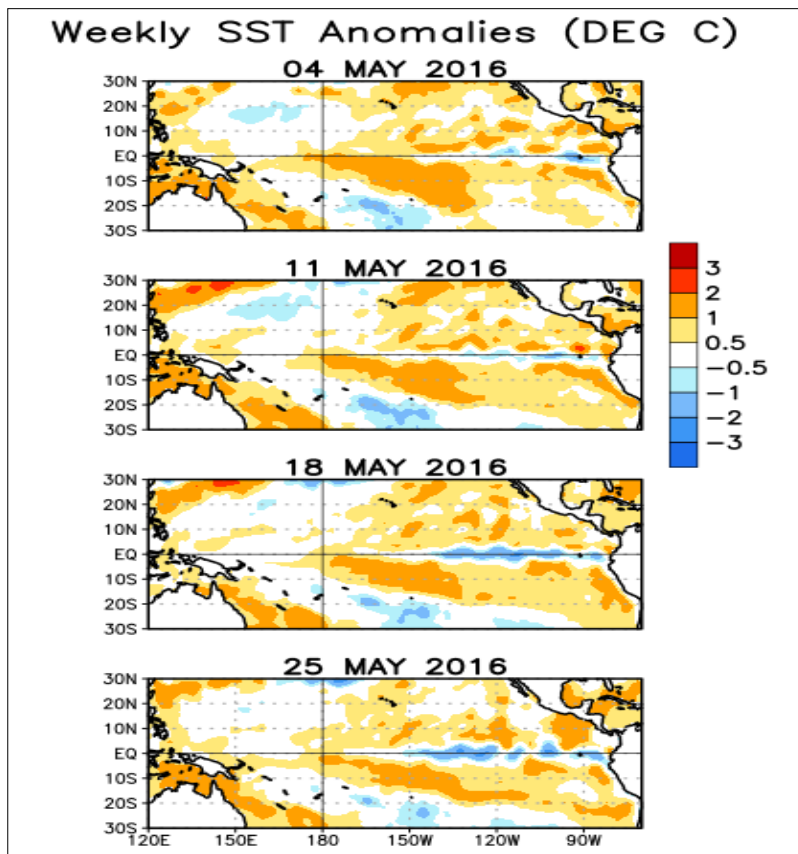 Weekly SST Anomalies (DEG C)
04 MAY 2016
30N
20N
10N
EQ
10S
20S
30S
11 MAY 2016
30N
20N
10N
EQ
10S
20S
30S
3
2
1
0.5
−0.5
−1
−2
−3
18 MAY 2016
30N
20N
10N
EQ
10S
20S
30S
25 MAY 2016
30N
20N
10N
EQ
10S
20S
30S
120E 150E 180 150W 120W 90W